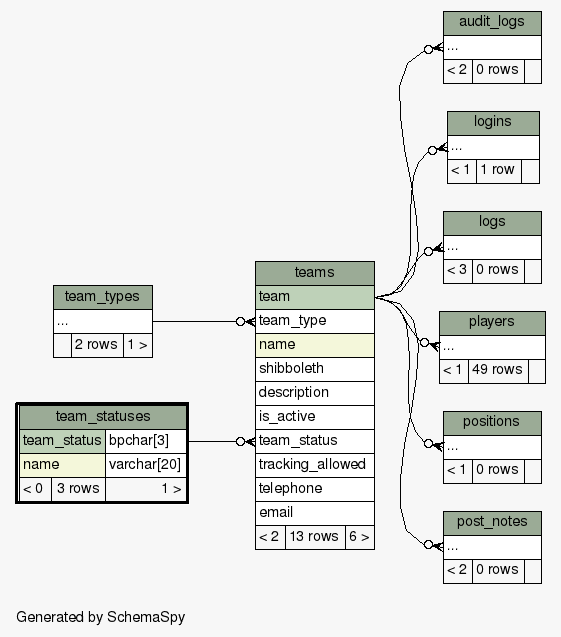 audit_logs
...
< 2 0 rows
logins
...
< 1 1 row
logs
...
< 3 0 rows
teams
team
team_type
name
shibboleth
description
is_active
team_status
tracking_allowed
telephone
email
< 2 13 rows 6 >
team_types
...
2 rows 1 >
players
...
< 1 49 rows
team_statuses
team_status bpchar[3]
name varchar[20]
< 0 3 rows 1 >
positions
...
< 1 0 rows
post_notes
...
< 2 0 rows
Generated by SchemaSpy